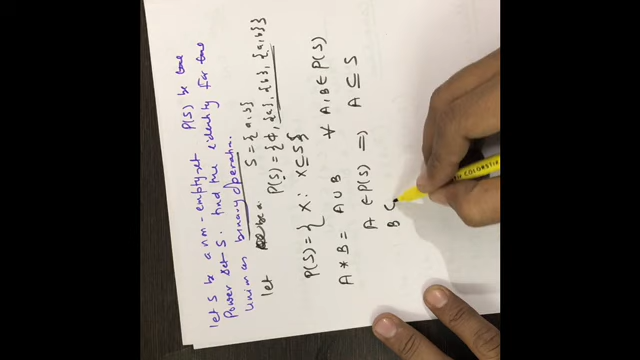 let S be a non-empty set P(S) be the
Power set S. find the identity for the
union as binary operation.
let be a S = {a, b}
P(S) = {ϕ, {a}, {b}, {a, b}}
P(S) = { X : X ⊆ S}
A * B = A ∪ B ∀ A, B ∈ P(S)
A ∈ P(S) ⇒ A ⊆ S
B